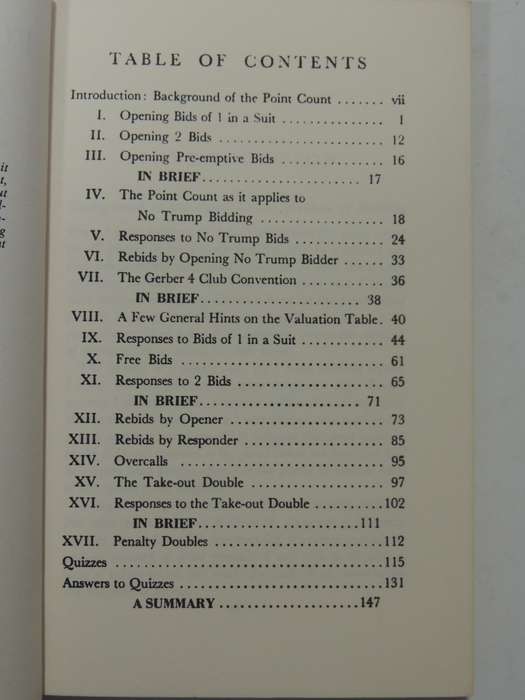 TABLE OF CONTENTS
Introduction: Background of the Point Count ....... vii
I. Opening Bids of 1 in a Suit ............... 1
II. Opening 2 Bids ........................ 12
III. Opening Pre-emptive Bids ............... 16
IN BRIEF....................... 17
IV. The Point Count as it applies to
No Trump Bidding .................. 18
V. Responses to No Trump Bids ............. 24
VI. Rebids by Opening No Trump Bidder ...... 33
VII. The Gerber 4 Club Convention ............ 36
IN BRIEF....................... 38
VIII. A Few General Hints on the Valuation Table. 40
IX. Responses to Bids of 1 in a Suit ............ 44
X. Free Bids ............................. 61
XI. Responses to 2 Bids ..................... 65
IN BRIEF....................... 71
XII. Rebids by Opener ....................... 73
XIII. Rebids by Responder ..................... 85
XIV. Overcalls ............................. 95
XV. The Take-out Double .................... 97
XVI. Responses to the Take-out Double ..........102
IN BRIEF.......................111
XVII. Penalty Doubles .........................112
Quizzes ...........................................115
Answers to Quizzes ..............................131
A SUMMARY ....................147
it
t,
ut
l-
e-
g
t